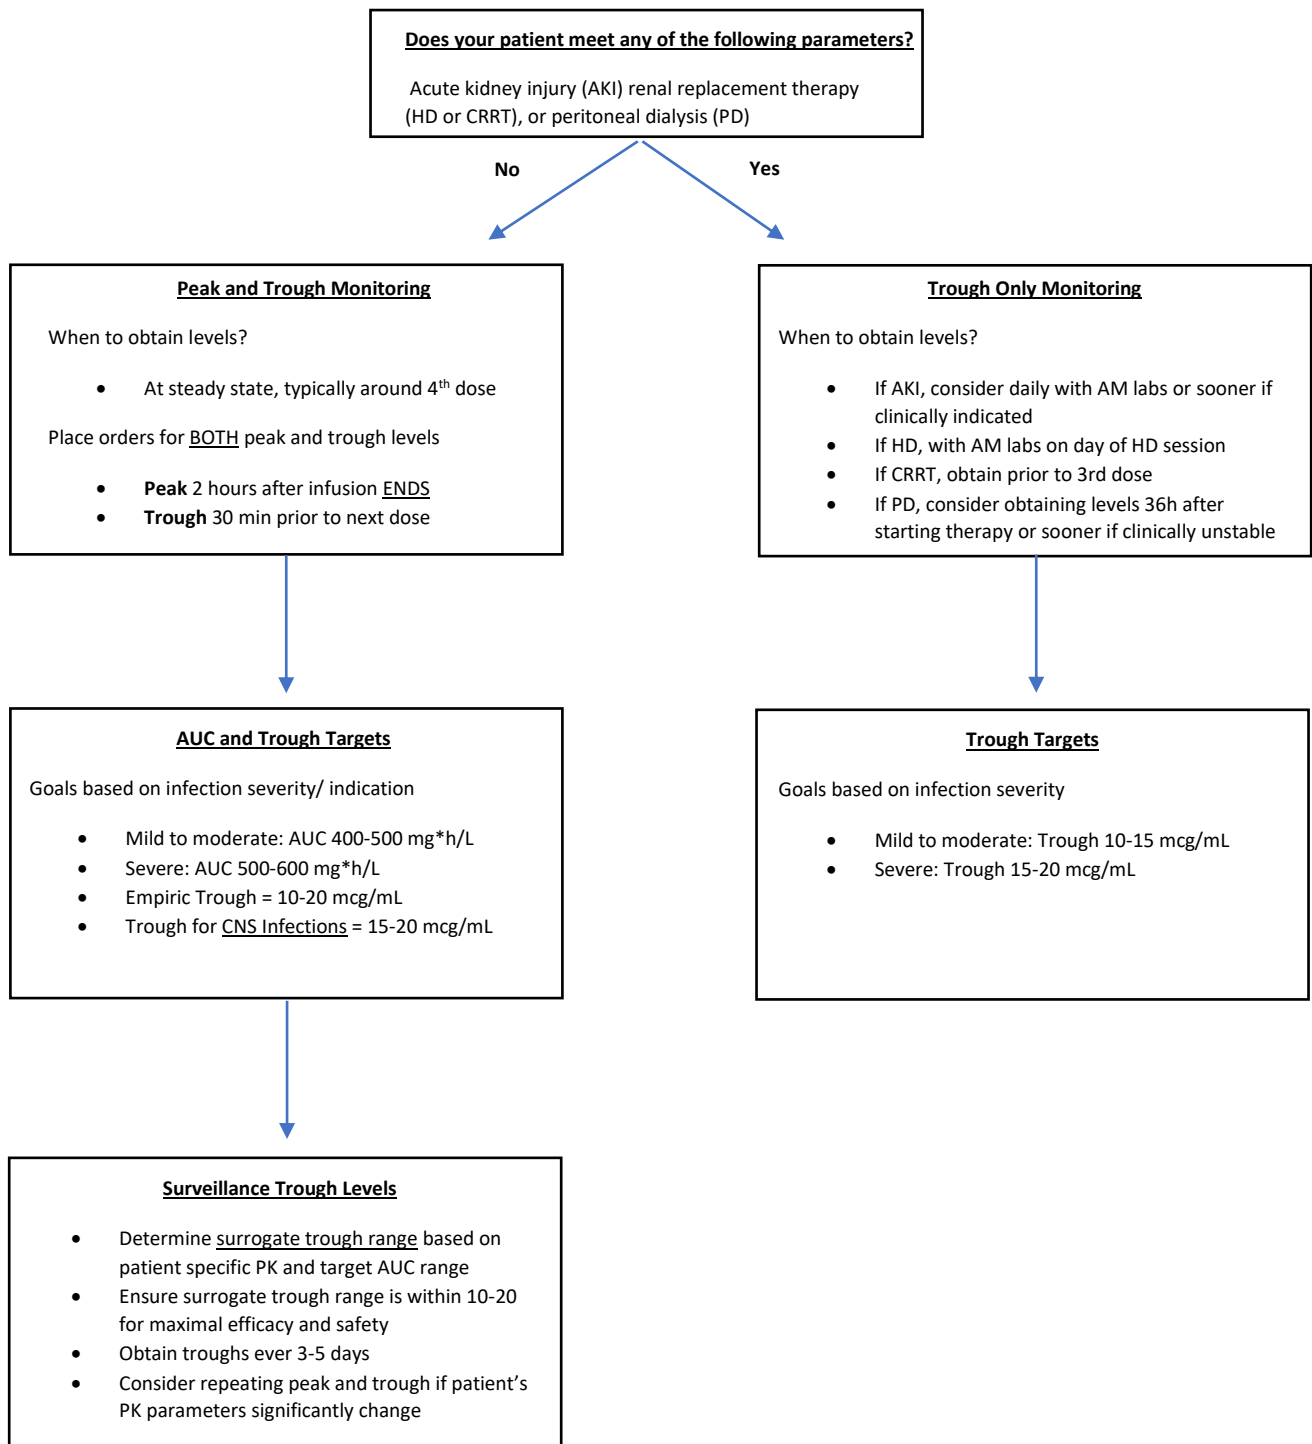 Does your patient meet any of the following parameters?
Acute kidney injury (AKI) renal replacement therapy
(HD or CRRT), or peritoneal dialysis (PD)
No
Yes
Peak and Trough Monitoring
When to obtain levels?
• At steady state, typically around 4th dose
Place orders for BOTH peak and trough levels
• Peak 2 hours after infusion ENDS
• Trough 30 min prior to next dose
Trough Only Monitoring
When to obtain levels?
• If AKI, consider daily with AM labs or sooner if
clinically indicated
• If HD, with AM labs on day of HD session
• If CRRT, obtain prior to 3rd dose
• If PD, consider obtaining levels 36h after
starting therapy or sooner if clinically unstable
AUC and Trough Targets
Goals based on infection severity/ indication
• Mild to moderate: AUC 400-500 mg*h/L
• Severe: AUC 500-600 mg*h/L
• Empiric Trough = 10-20 mcg/mL
• Trough for CNS Infections = 15-20 mcg/mL
Trough Targets
Goals based on infection severity
• Mild to moderate: Trough 10-15 mcg/mL
• Severe: Trough 15-20 mcg/mL
Surveillance Trough Levels
• Determine surrogate trough range based on
patient specific PK and target AUC range
• Ensure surrogate trough range is within 10-20
for maximal efficacy and safety
• Obtain troughs ever 3-5 days
• Consider repeating peak and trough if patient's
PK parameters significantly change